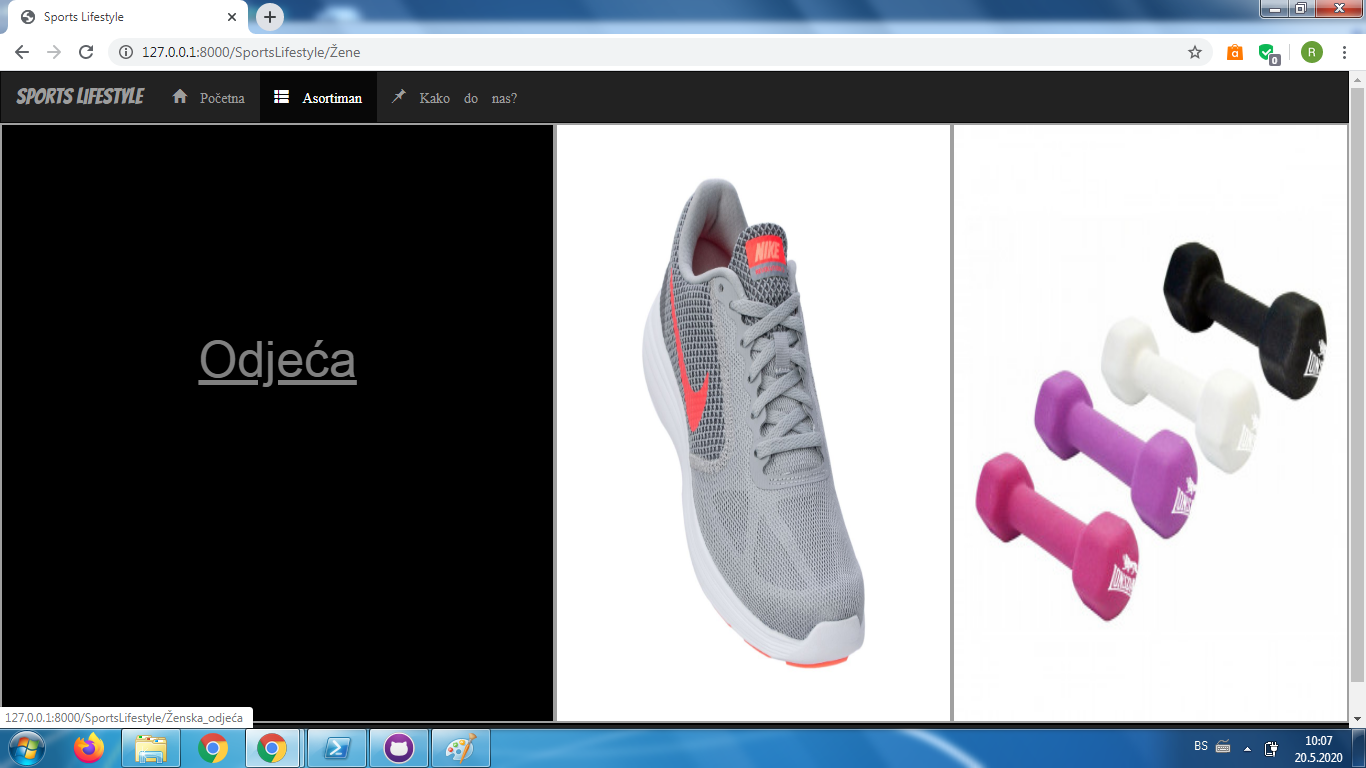 Sports Lifestyle
127.0.0.1:8000/SportsLifestyle/Žene
0
R
SPORTS LIFESTYLE
Početna
Asortiman
Kako do nas?
NIKE
Odjeća
127.0.0.1:8000/SportsLifestyle/Ženska_odjeća
BS
10:07
20.5.2020